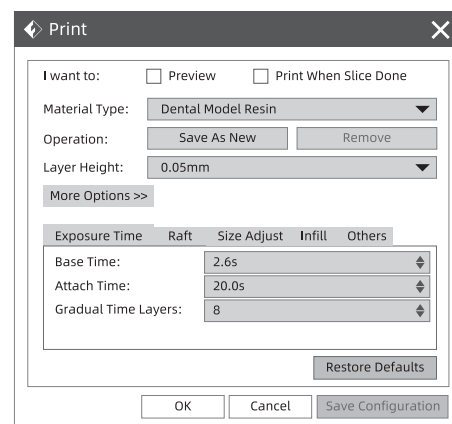 Print
I want to: Preview Print When Slice Done
Material Type: Dental Model Resin
Operation: Save As New Remove
Layer Height: 0.05mm
More Options >>
Exposure Time Raft Size Adjust Infill Others
Base Time: 2.6s
Attach Time: 20.0s
Gradual Time Layers: 8
Restore Defaults
OK Cancel Save Configuration